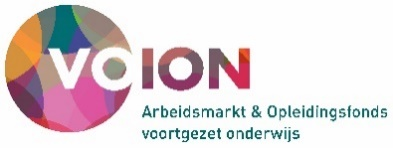 VOION
Arbeidsmarkt & Opleidingsfonds
voortgezet onderwijs